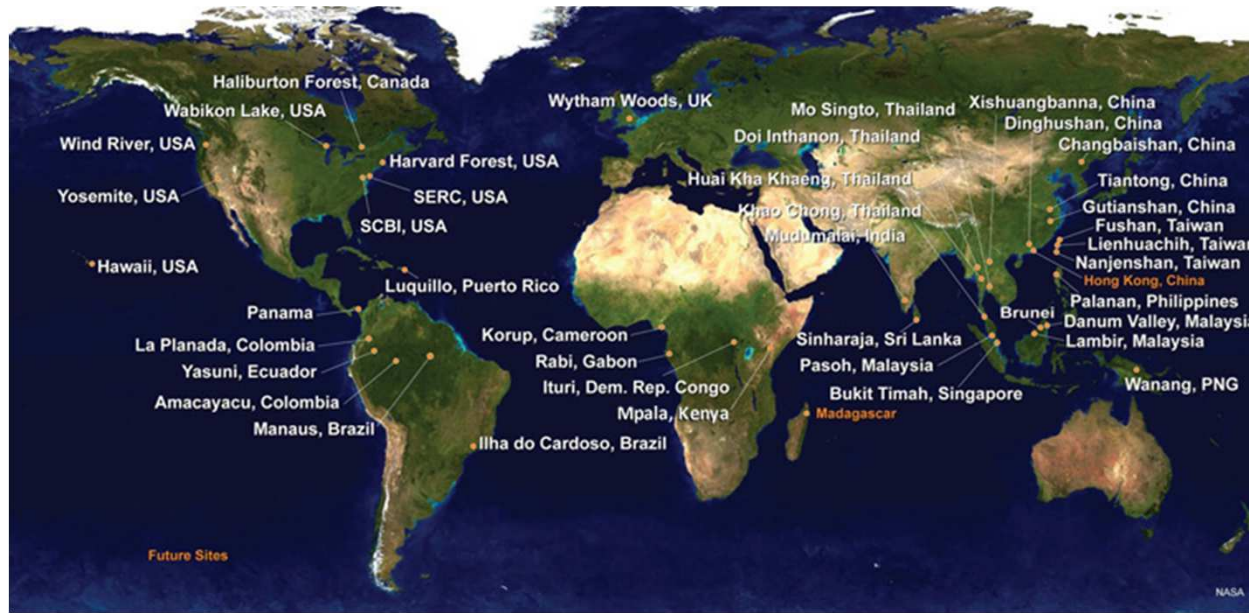 Haliburton Forest, Canada
Wabikon Lake, USA
Wind River, USA
Harvard Forest, USA
Yosemite, USA
SERC, USA
SCBI, USA
Hawaii, USA
Luquillo, Puerto Rico
Panama
La Planada, Colombia
Yasuni, Ecuador
Amacayacu, Colombia
Manaus, Brazil
Ilha do Cardoso, Brazil
Wytham Woods, UK
Korup, Cameroon
Rabi, Gabon
Ituri, Dem. Rep. Congo
Mpala, Kenya
Madagascar
Mo Singto, Thailand
Doi Inthanon, Thailand
Huai Kha Khaeng, Thailand
Khao Chong, Thailand
Mudumalai, India
Xishuangbanna, China
Dinghushan, China
Changbaishan, China
Tiantong, China
Gutianshan, China
Fushan, Taiwan
Lienhuachih, Taiwan
Nanjenshan, Taiwan
Hong Kong, China
Palanan, Philippines
Brunei
Danum Valley, Malaysia
Lambir, Malaysia
Sinharaja, Sri Lanka
Pasoh, Malaysia
Bukit Timah, Singapore
Wanang, PNG
Future Sites
NASA